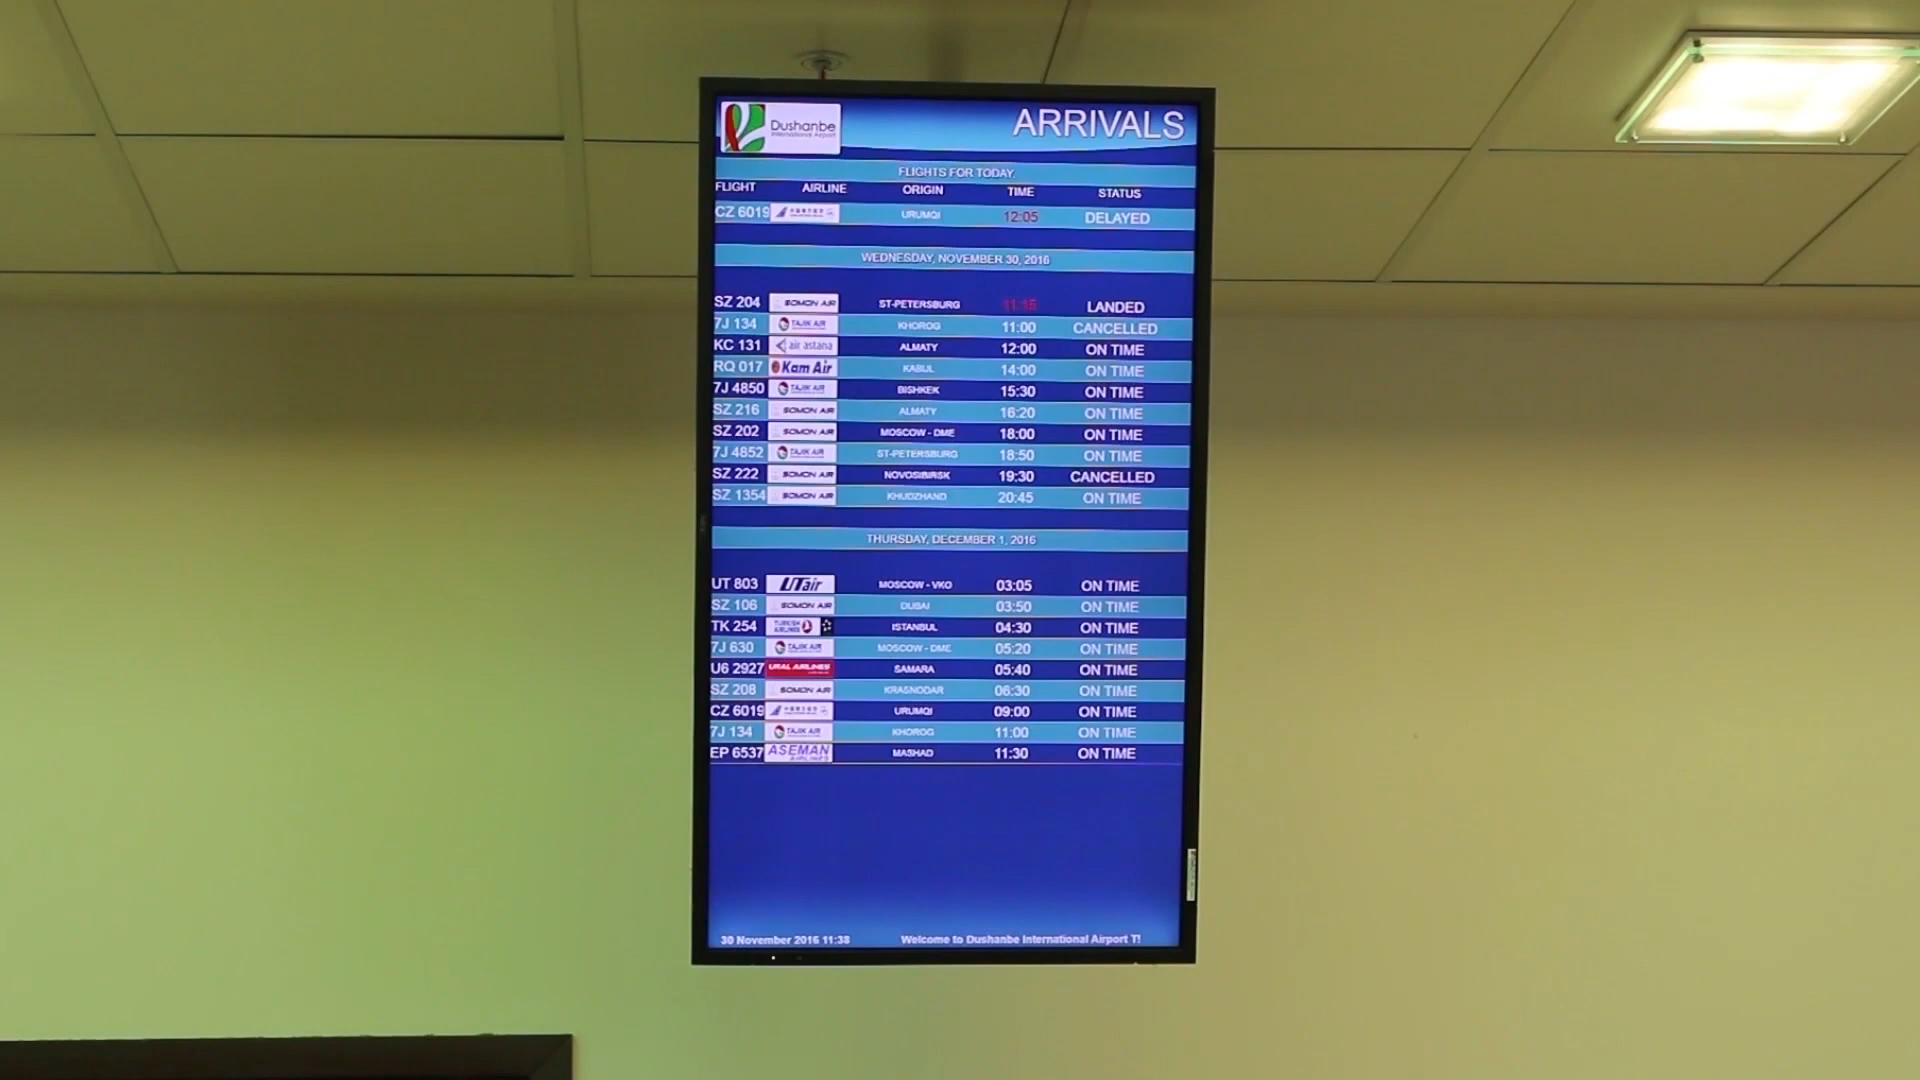 Dushanbe
International Airport
ARRIVALS
FLIGHTS FOR TODAY.
FLIGHT AIRLINE ORIGIN TIME STATUS
CZ 6019 URUMQI 12:05 DELAYED
WEDNESDAY, NOVEMBER 30, 2016
SZ 204 SOMON AIR ST-PETERSBURG 11:15 LANDED
7J 134 TAJIK AIR KHOROG 11:00 CANCELLED
KC 131 air astana ALMATY 12:00 ON TIME
RQ 017 Kam Air KABUL 14:00 ON TIME
7J 4850 TAJIK AIR BISHKEK 15:30 ON TIME
SZ 216 SOMON AIR ALMATY 16:20 ON TIME
SZ 202 SOMON AIR MOSCOW - DME 18:00 ON TIME
7J 4852 TAJIK AIR ST-PETERSBURG 18:50 ON TIME
SZ 222 SOMON AIR NOVOSIBIRSK 19:30 CANCELLED
SZ 1354 SOMON AIR KHUDZHAND 20:45 ON TIME
THURSDAY, DECEMBER 1, 2016
UT 803 UTair MOSCOW - VKO 03:05 ON TIME
SZ 106 SOMON AIR DUBAI 03:50 ON TIME
TK 254 TURKISH AIRLINES ISTANBUL 04:30 ON TIME
7J 630 TAJIK AIR MOSCOW - DME 05:20 ON TIME
U6 2927 URAL AIRLINES SAMARA 05:40 ON TIME
SZ 208 SOMON AIR KRASNODAR 06:30 ON TIME
CZ 6019 URUMQI 09:00 ON TIME
7J 134 TAJIK AIR KHOROG 11:00 ON TIME
EP 6537 ASEMAN AIRLINES MASHAD 11:30 ON TIME
30 November 2016 11:38 Welcome to Dushanbe International Airport T!